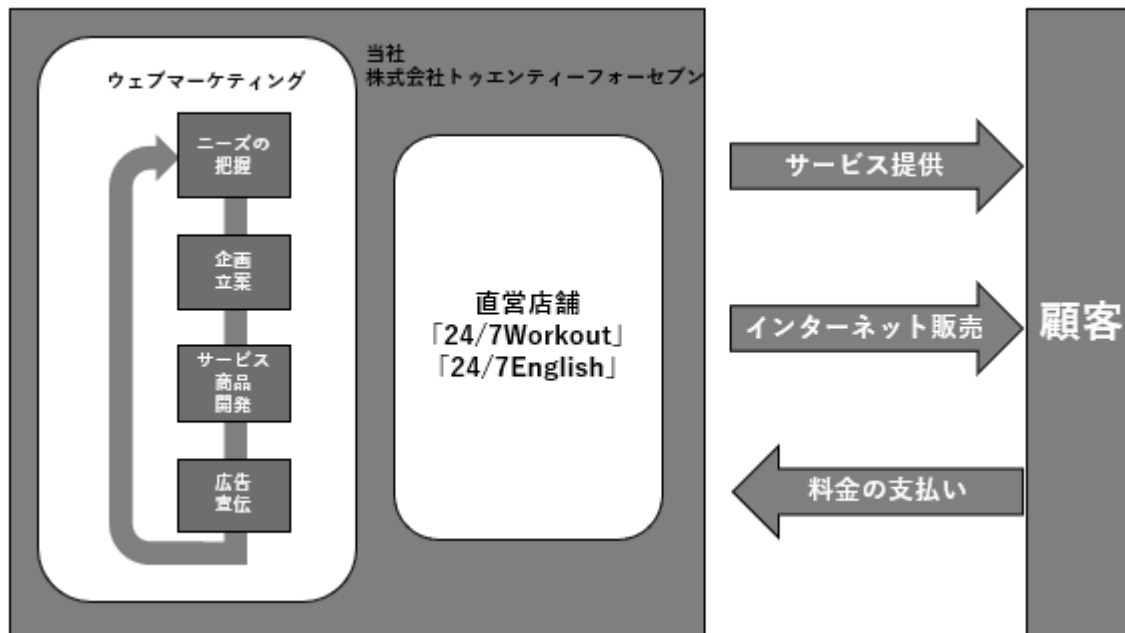 当社
株式会社トゥエンティーフォーセブン
ウェブマーケティング
ニーズの
把握
企画
立案
サービス
商品
開発
広告
宣伝
直営店舗
「24/7Workout」
「24/7English」
サービス提供
インターネット販売
料金の支払い
顧客